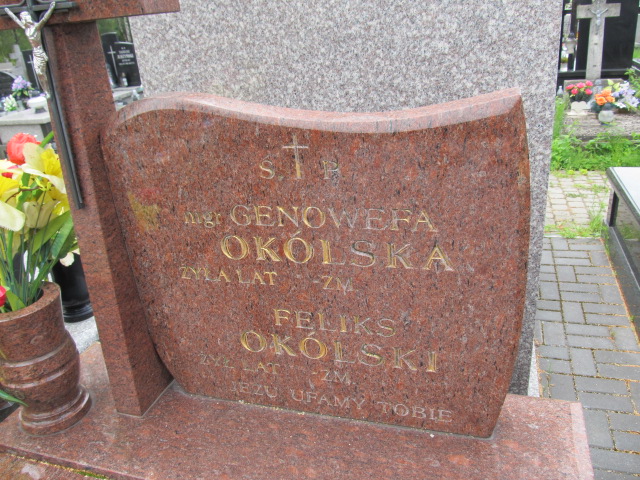 Ś P
mgr GENOWEFA
OKÓLSKA
ŻYŁA LAT -ZM
FELIKS
OKÓLSKI
ŻYŁ LAT -ZM
JEZU UFAMY TOBIE